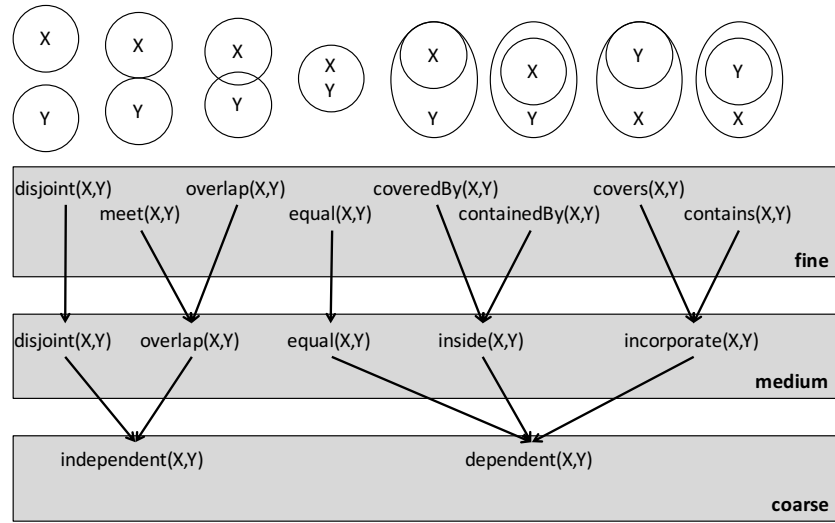 X X X X Y X X Y Y
Y Y Y Y Y X X
disjoint(X,Y) overlap(X,Y) coveredBy(X,Y) covers(X,Y)
meet(X,Y) equal(X,Y) containedBy(X,Y) contains(X,Y)
fine
disjoint(X,Y) overlap(X,Y) equal(X,Y) inside(X,Y) incorporate(X,Y)
medium
independent(X,Y) dependent(X,Y)
coarse